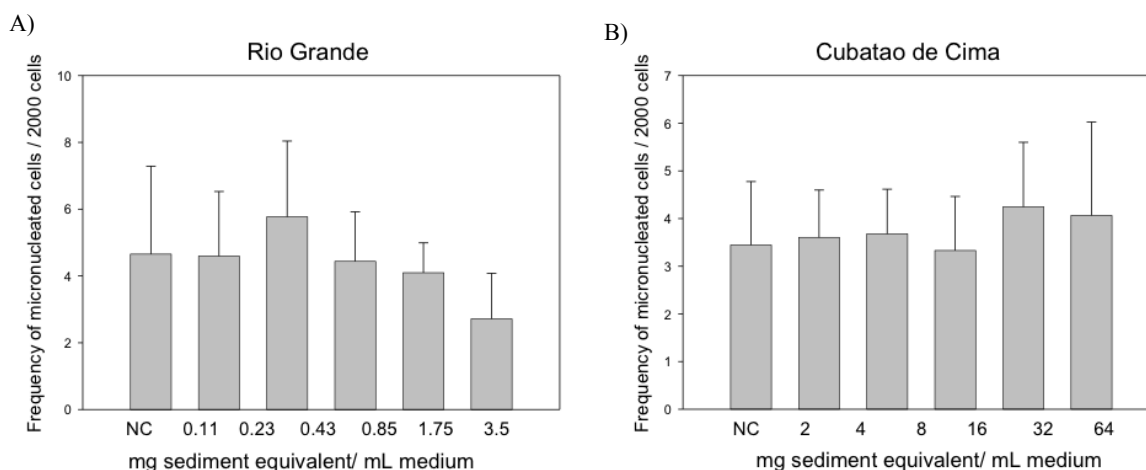 A)
Rio Grande
Frequency of micronucleated cells / 2000 cells
10
8
6
4
2
0
NC 0.11 0.23 0.43 0.85 1.75 3.5
mg sediment equivalent/ mL medium
B)
Cubatao de Cima
Frequency of micronucleated cells / 2000 cells
7
6
5
4
3
2
1
0
NC 2 4 8 16 32 64
mg sediment equivalent/ mL medium